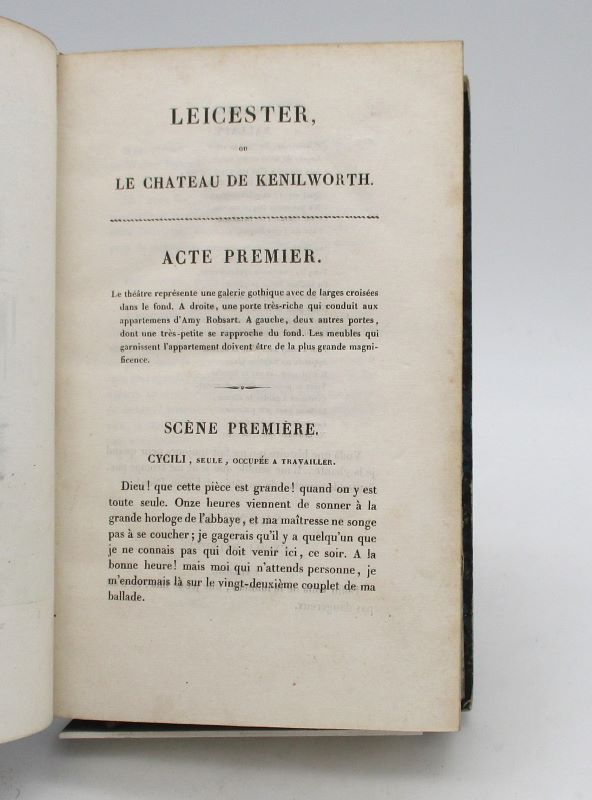 LEICESTER,
OU
LE CHATEAU DE KENILWORTH.
ACTE PREMIER.
Le théâtre représente une galerie gothique avec de larges croisées
dans le fond. A droite, une porte très-riche qui conduit aux
appartemens d'Amy Robsart. A gauche, deux autres portes,
dont une très-petite se rapproche du fond. Les meubles qui
garnissent l'appartement doivent être de la plus grande magni-
ficence.
SCÈNE PREMIÈRE.
CYCILI, SEULE, OCCUPÉE A TRAVAILLER.
Dieu! que cette pièce est grande! quand on y est
toute seule. Onze heures viennent de sonner à la
grande horloge de l'abbaye, et ma maîtresse ne songe
pas à se coucher; je gagerais qu'il y a quelqu'un que
je ne connais pas qui doit venir ici, ce soir. A la
bonne heure! mais moi qui n'attends personne, je
m'endormais là sur le vingt-deuxième couplet de ma
ballade.